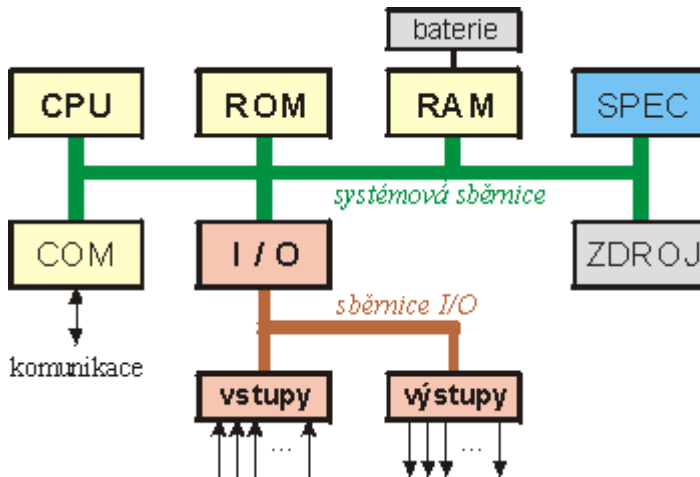 baterie
CPU
ROM
RAM
SPEC
systémová sběrnice
COM
I / O
ZDROJ
sběrnice I/O
komunikace
vstupy
výstupy
...
...